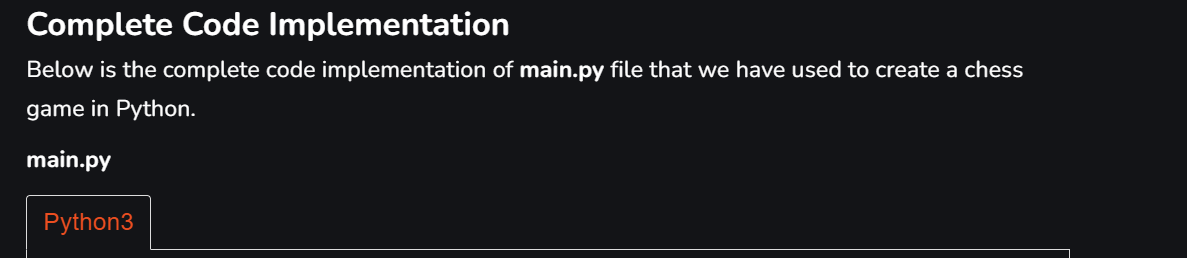 Complete Code Implementation
Below is the complete code implementation of main.py file that we have used to create a chess
game in Python.
main.py
Python3